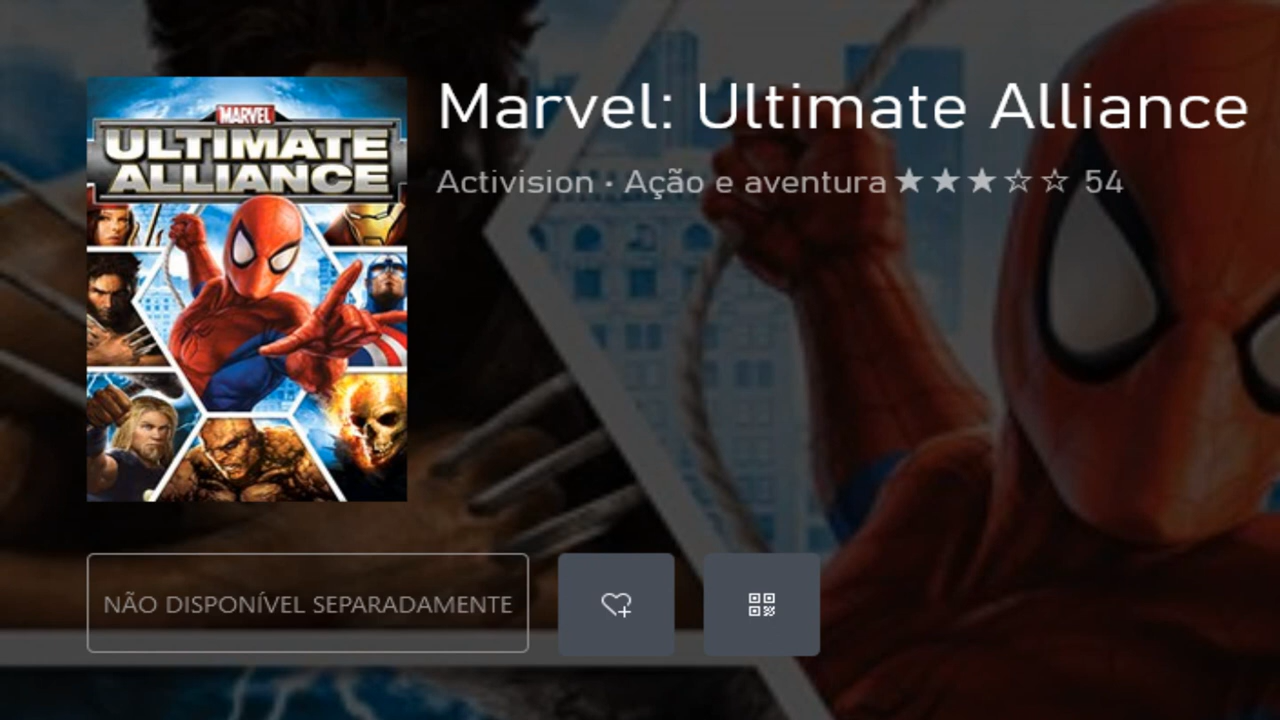 MARVEL
ULTIMATE
ALLIANCE
Marvel: Ultimate Alliance
Activision · Ação e aventura ★★★☆☆ 54
NÃO DISPONÍVEL SEPARADAMENTE